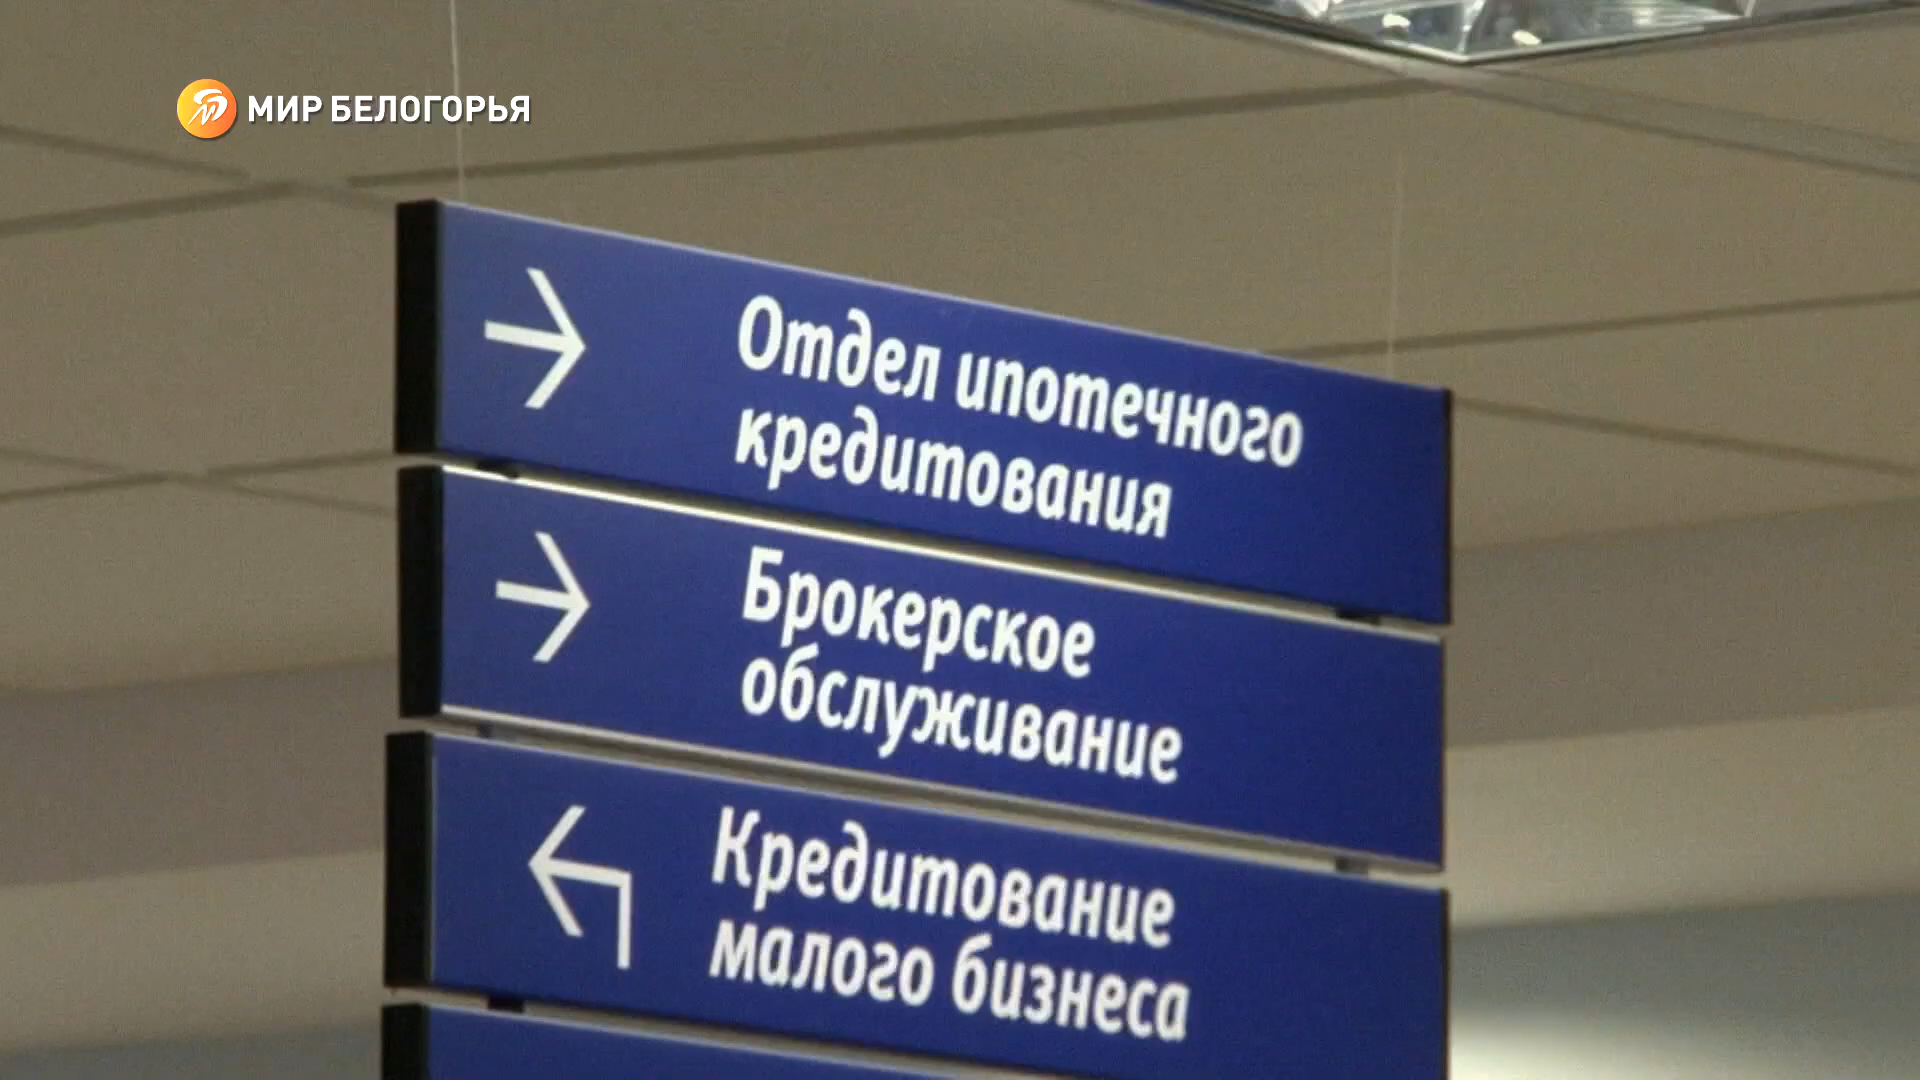 МИР БЕЛОГОРЬЯ
Отдел ипотечного
кредитования
Брокерское
обслуживание
Кредитование
малого бизнеса